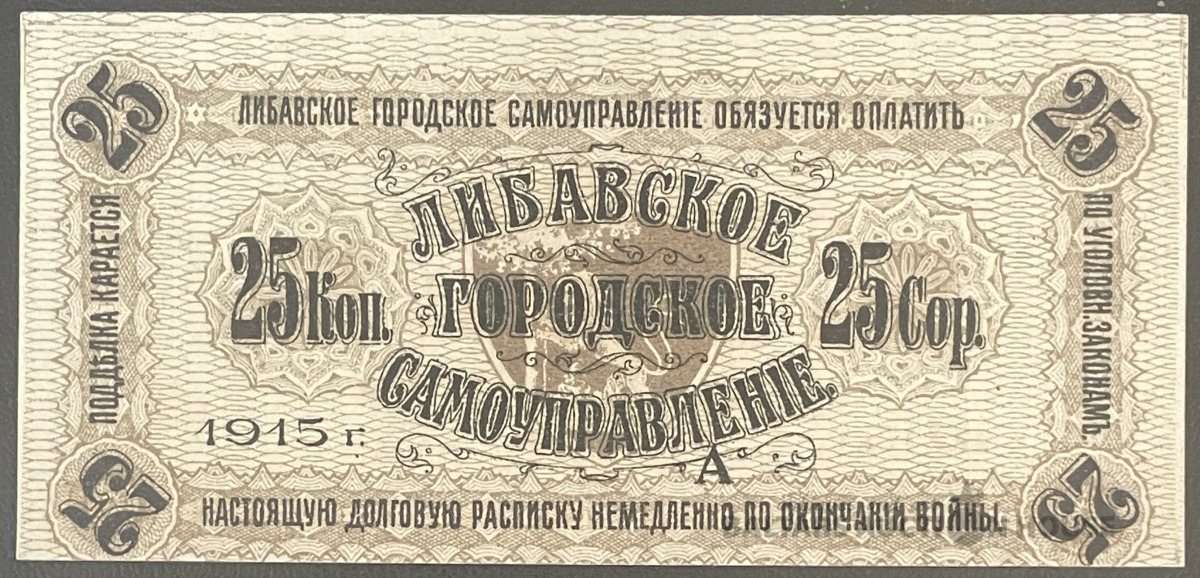 25
25
ЛИБАВСКОЕ ГОРОДСКОЕ САМОУПРАВЛЕНІЕ ОБЯЗУЕТСЯ ОПЛАТИТЬ
ПОДДѢЛКА КАРАЕТСЯ
ПО УГОЛОВН. ЗАКОНАМЪ.
ЛИБАВСКОЕ
ГОРОДСКОЕ
САМОУПРАВЛЕНІЕ.
25 Коп.
25 Сор.
1915 г.
А
НАСТОЯЩУЮ ДОЛГОВУЮ РАСПИСКУ НЕМЕДЛЕННО ПО ОКОНЧАНІИ ВОЙНЫ.
25
25